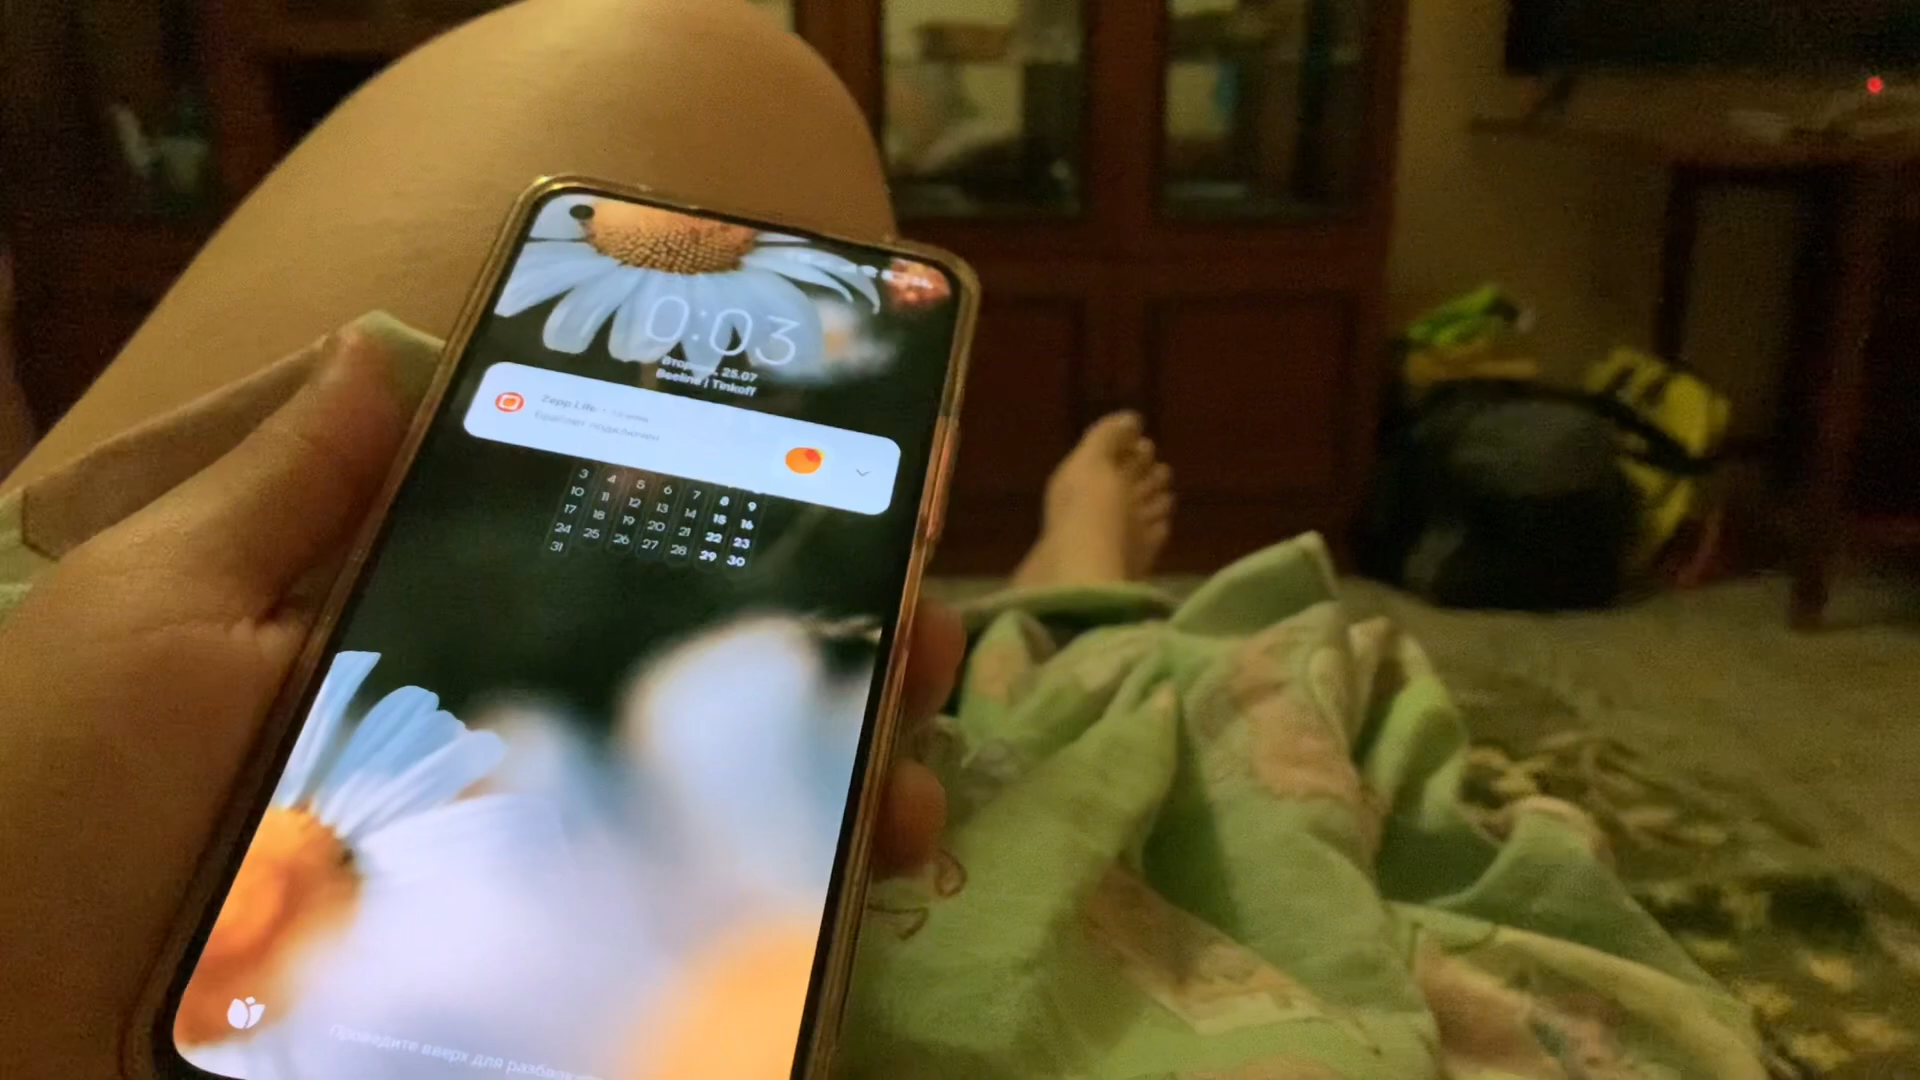 0:03
25.07
Beeline | Tinkoff
Zepp Life •
Браслет подключен
3 4 5 6 7 8 9
10 11 12 13 14 15 16
17 18 19 20 21 22 23
24 25 26 27 28 29 30
31
Проведите вверх для